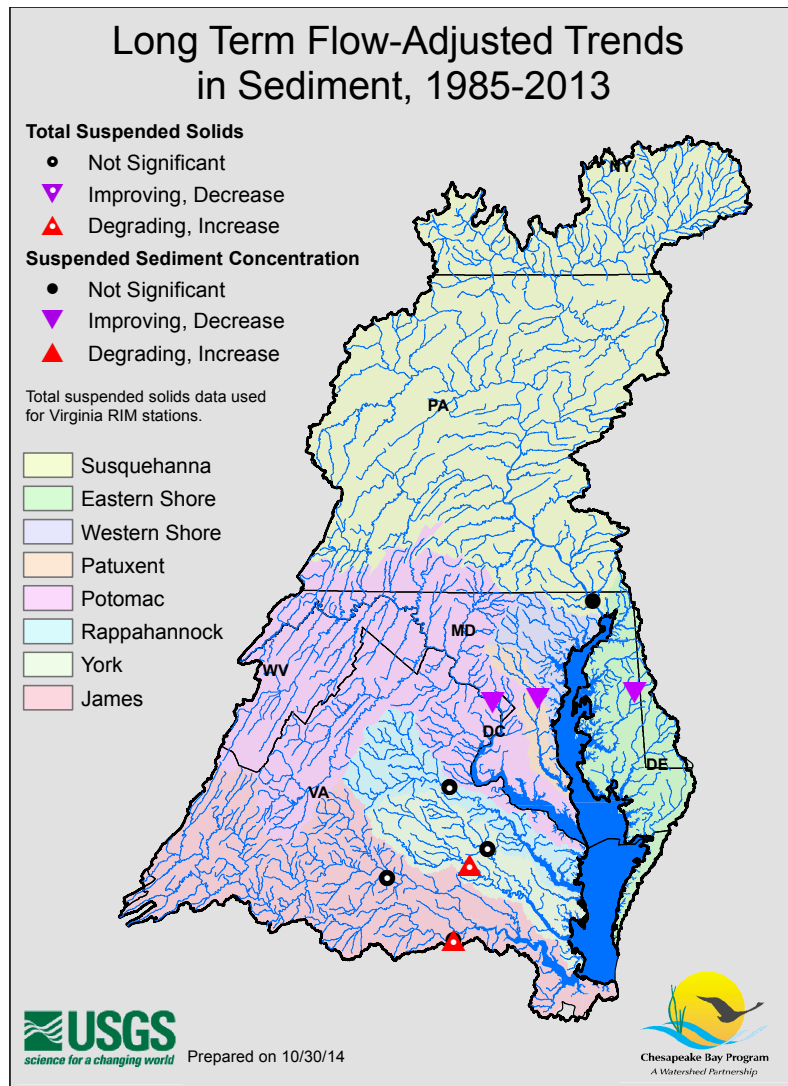 Long Term Flow-Adjusted Trends
in Sediment, 1985-2013
Total Suspended Solids
Not Significant
Improving, Decrease
Degrading, Increase
Suspended Sediment Concentration
Not Significant
Improving, Decrease
Degrading, Increase
Total suspended solids data used
for Virginia RIM stations.
Susquehanna
Eastern Shore
Western Shore
Patuxent
Potomac
Rappahannock
York
James
NY
PA
MD
WV
DC
DE
VA
USGS
science for a changing world
Prepared on 10/30/14
Chesapeake Bay Program
A Watershed Partnership